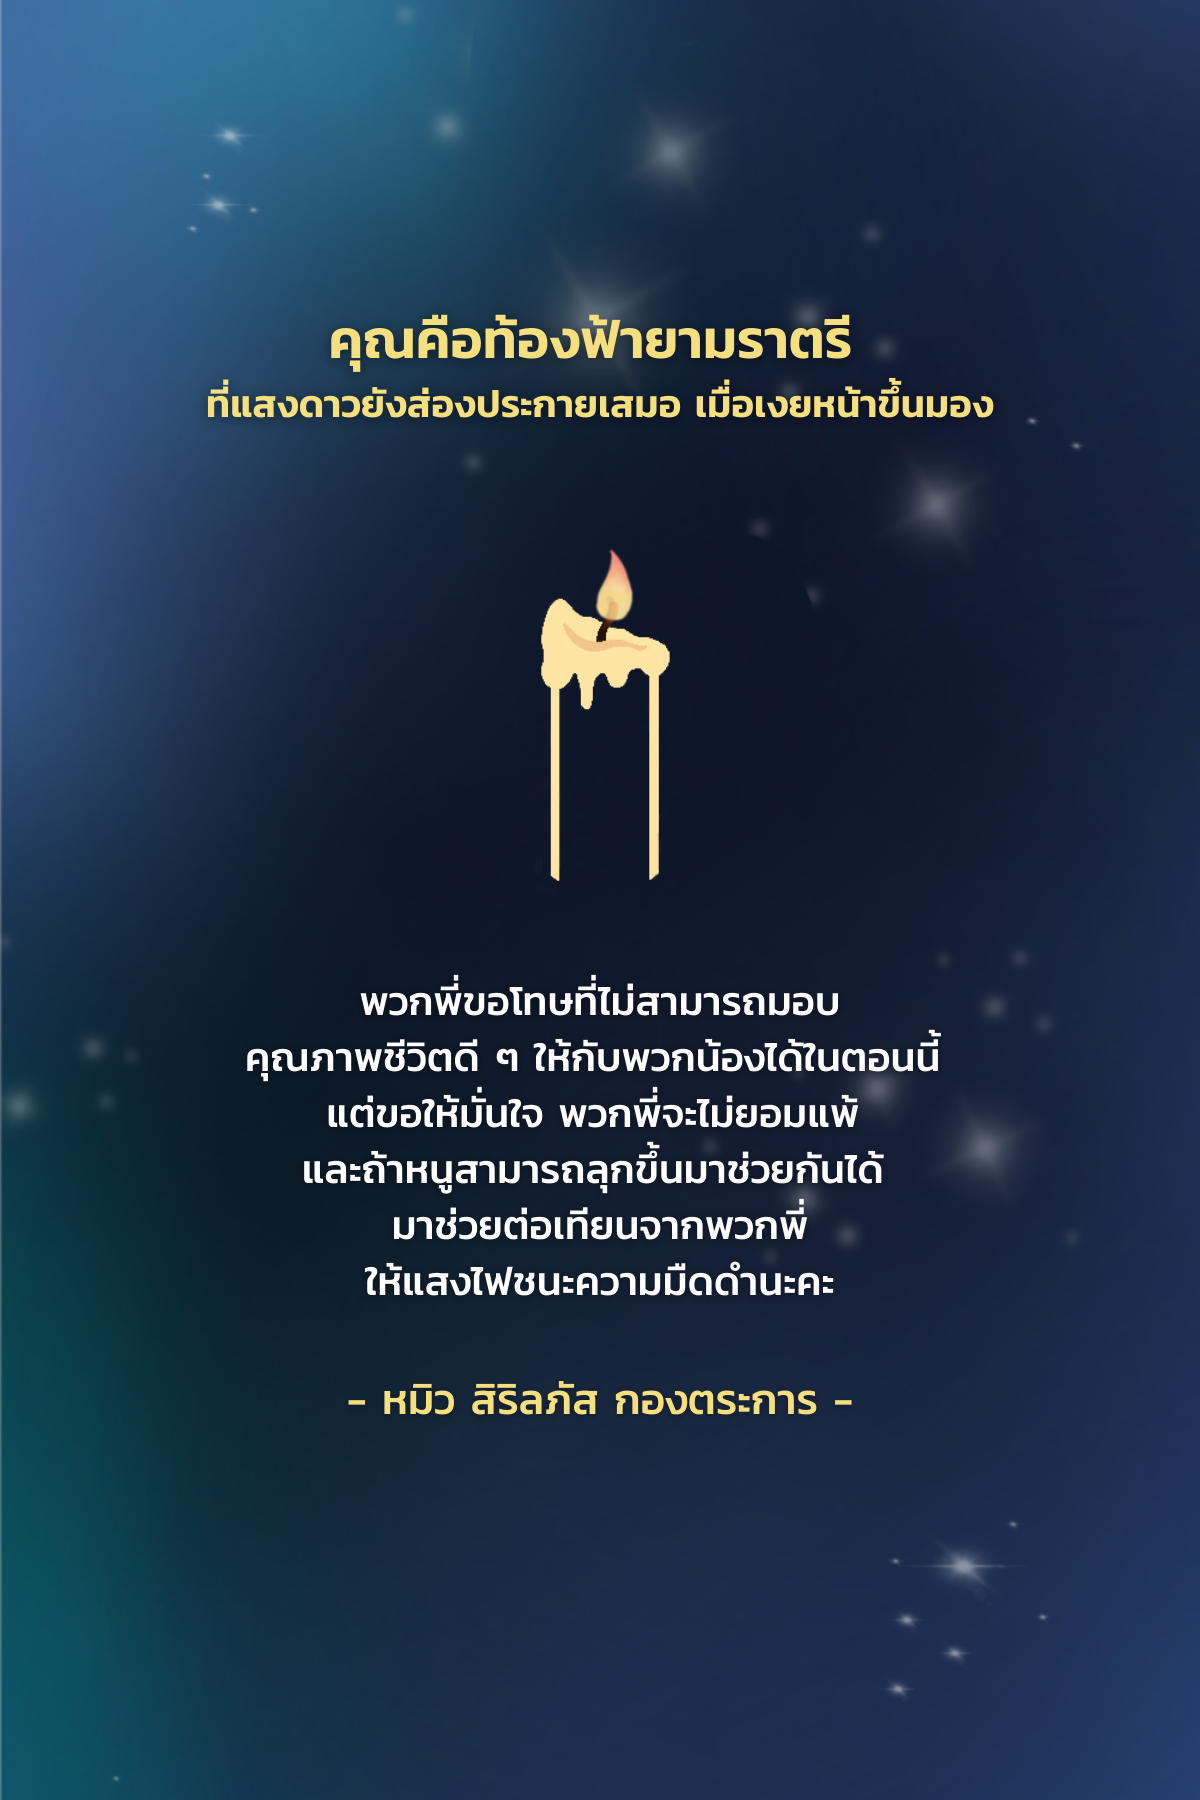 คุณคือท้องฟ้ายามราตรี
ที่แสงดาวยังส่องประกายเสมอ เมื่อเงยหน้าขึ้นมอง
พวกพี่ขอโทษที่ไม่สามารถมอบ
คุณภาพชีวิตดี ๆ ให้กับพวกน้องได้ในตอนนี้
แต่ขอให้มั่นใจ พวกพี่จะไม่ยอมแพ้
และถ้าหนูสามารถลุกขึ้นมาช่วยกันได้
มาช่วยต่อเทียนจากพวกพี่
ให้แสงไฟชนะความมืดดำนะคะ
- หมิว สิริลภัส กองตระการ -